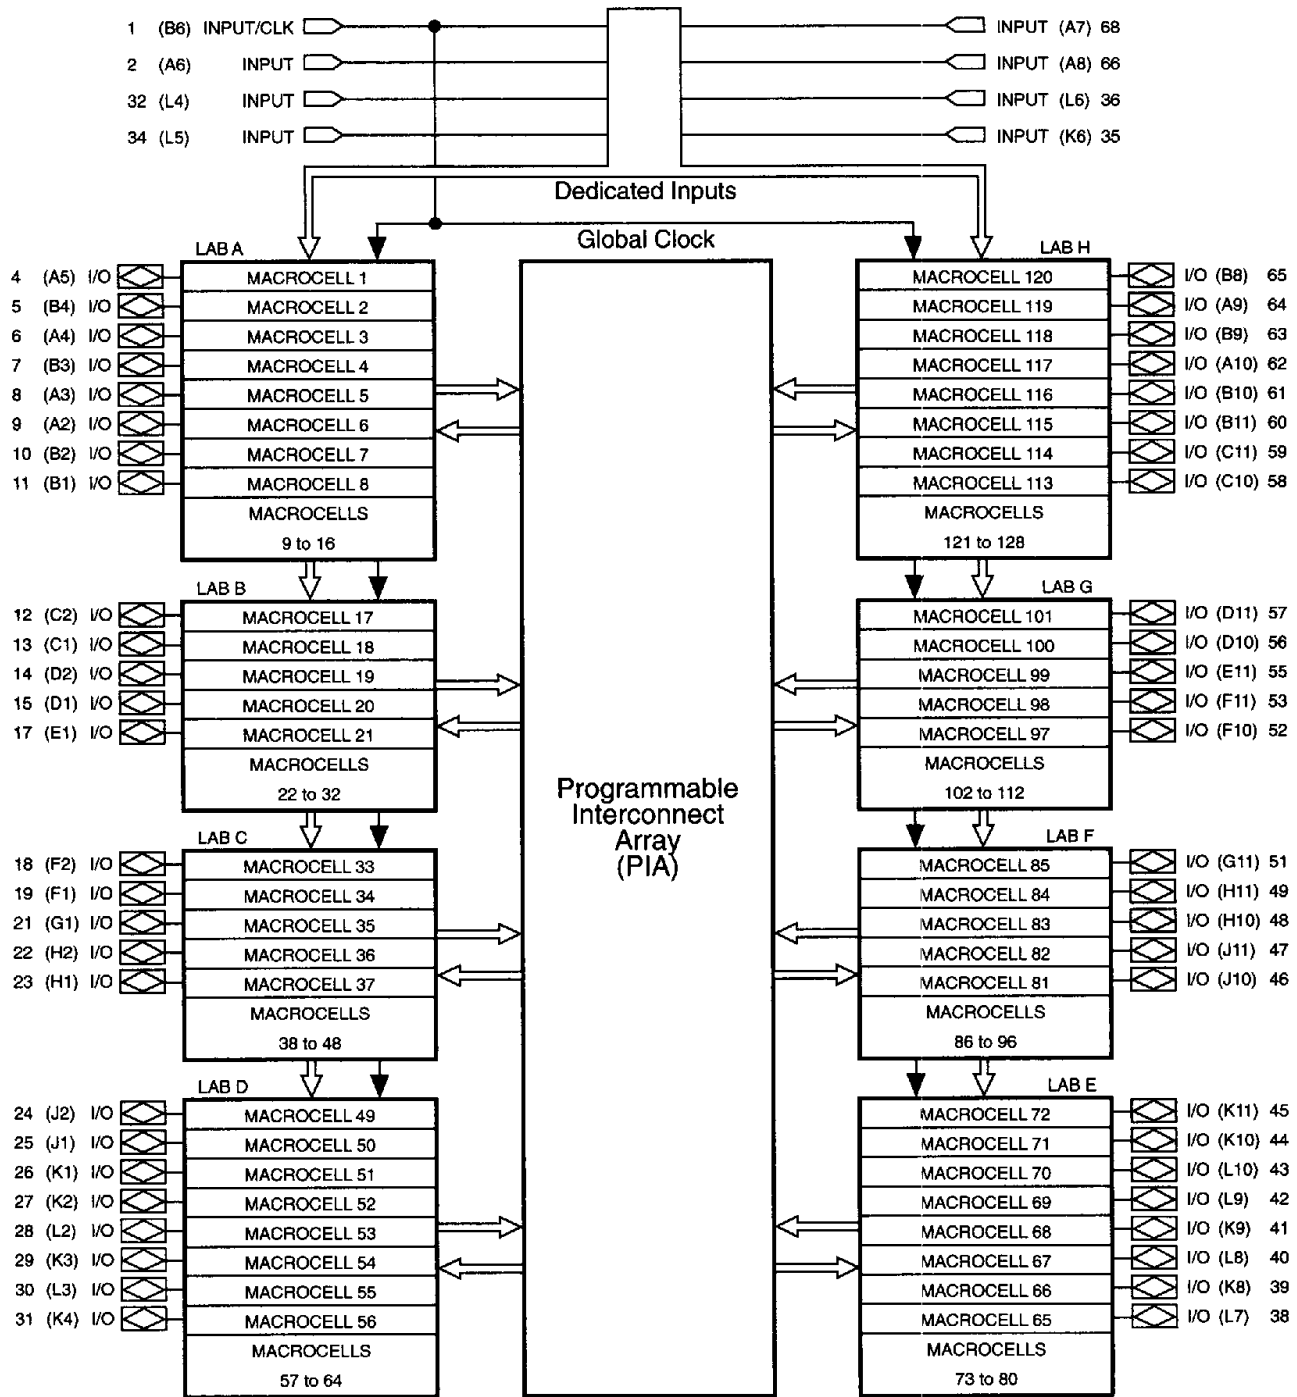 1 (B6) INPUT/CLK
INPUT (A7) 68
2 (A6) INPUT
INPUT (A8) 66
32 (L4) INPUT
INPUT (L6) 36
34 (L5) INPUT
INPUT (K6) 35
Dedicated Inputs
Global Clock
LAB A
4 (A5) I/O MACROCELL 1
5 (B4) I/O MACROCELL 2
6 (A4) I/O MACROCELL 3
7 (B3) I/O MACROCELL 4
8 (A3) I/O MACROCELL 5
9 (A2) I/O MACROCELL 6
10 (B2) I/O MACROCELL 7
11 (B1) I/O MACROCELL 8
MACROCELLS
9 to 16
LAB B
12 (C2) I/O MACROCELL 17
13 (C1) I/O MACROCELL 18
14 (D2) I/O MACROCELL 19
15 (D1) I/O MACROCELL 20
17 (E1) I/O MACROCELL 21
MACROCELLS
22 to 32
LAB C
18 (F2) I/O MACROCELL 33
19 (F1) I/O MACROCELL 34
21 (G1) I/O MACROCELL 35
22 (H2) I/O MACROCELL 36
23 (H1) I/O MACROCELL 37
MACROCELLS
38 to 48
LAB D
24 (J2) I/O MACROCELL 49
25 (J1) I/O MACROCELL 50
26 (K1) I/O MACROCELL 51
27 (K2) I/O MACROCELL 52
28 (L2) I/O MACROCELL 53
29 (K3) I/O MACROCELL 54
30 (L3) I/O MACROCELL 55
31 (K4) I/O MACROCELL 56
MACROCELLS
57 to 64
Programmable
Interconnect
Array
(PIA)
LAB H
MACROCELL 120 I/O (B8) 65
MACROCELL 119 I/O (A9) 64
MACROCELL 118 I/O (B9) 63
MACROCELL 117 I/O (A10) 62
MACROCELL 116 I/O (B10) 61
MACROCELL 115 I/O (B11) 60
MACROCELL 114 I/O (C11) 59
MACROCELL 113 I/O (C10) 58
MACROCELLS
121 to 128
LAB G
MACROCELL 101 I/O (D11) 57
MACROCELL 100 I/O (D10) 56
MACROCELL 99 I/O (E11) 55
MACROCELL 98 I/O (F11) 53
MACROCELL 97 I/O (F10) 52
MACROCELLS
102 to 112
LAB F
MACROCELL 85 I/O (G11) 51
MACROCELL 84 I/O (H11) 49
MACROCELL 83 I/O (H10) 48
MACROCELL 82 I/O (J11) 47
MACROCELL 81 I/O (J10) 46
MACROCELLS
86 to 96
LAB E
MACROCELL 72 I/O (K11) 45
MACROCELL 71 I/O (K10) 44
MACROCELL 70 I/O (L10) 43
MACROCELL 69 I/O (L9) 42
MACROCELL 68 I/O (K9) 41
MACROCELL 67 I/O (L8) 40
MACROCELL 66 I/O (K8) 39
MACROCELL 65 I/O (L7) 38
MACROCELLS
73 to 80